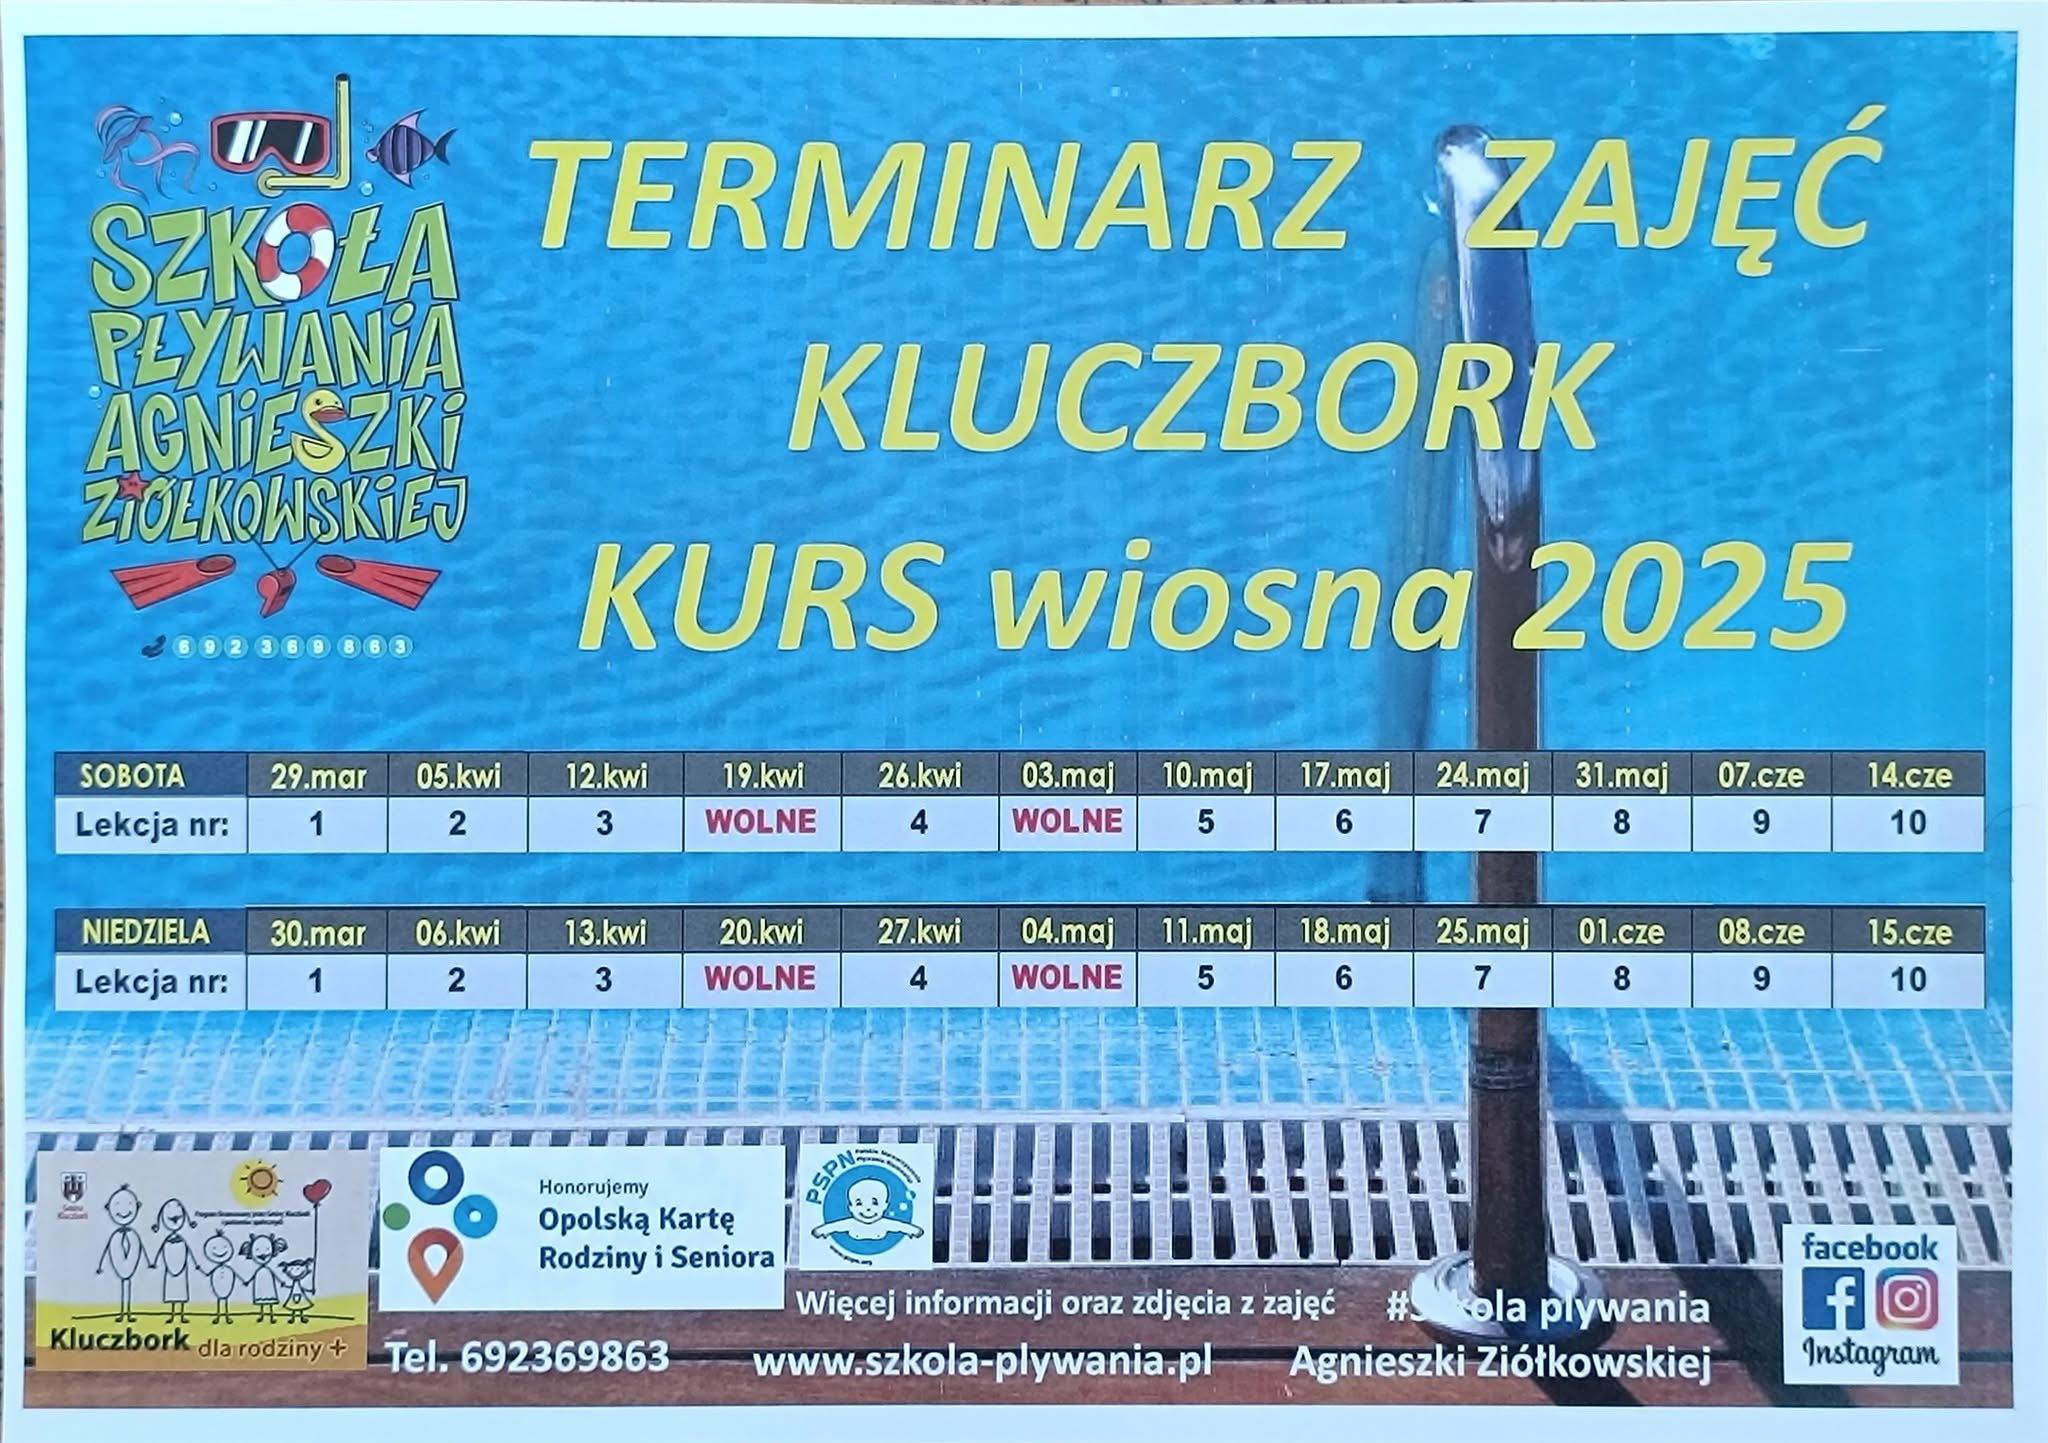 SZKOŁA
PŁYWANIA
AGNIESZKI
ZIÓŁKOWSKIEJ
692 369 863
TERMINARZ ZAJĘĆ
KLUCZBORK
KURS wiosna 2025
SOBOTA 29.mar 05.kwi 12.kwi 19.kwi 26.kwi 03.maj 10.maj 17.maj 24.maj 31.maj 07.cze 14.cze
Lekcja nr: 1 2 3 WOLNE 4 WOLNE 5 6 7 8 9 10
NIEDZIELA 30.mar 06.kwi 13.kwi 20.kwi 27.kwi 04.maj 11.maj 18.maj 25.maj 01.cze 08.cze 15.cze
Lekcja nr: 1 2 3 WOLNE 4 WOLNE 5 6 7 8 9 10
Kluczbork dla rodziny +
Honorujemy
Opolską Kartę
Rodziny i Seniora
PSPN
Więcej informacji oraz zdjęcia z zajęć #Szkola plywania
Tel. 692369863 www.szkola-plywania.pl Agnieszki Ziółkowskiej
facebook
Instagram